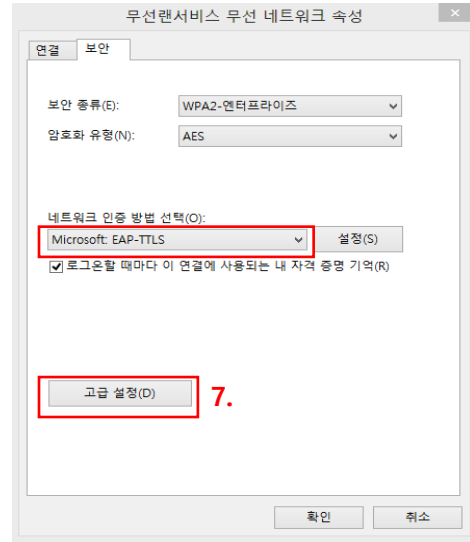 무선랜서비스 무선 네트워크 속성
연결 보안
보안 종류(E): WPA2-엔터프라이즈
암호화 유형(N): AES
네트워크 인증 방법 선택(O):
Microsoft: EAP-TTLS 설정(S)
로그온할 때마다 이 연결에 사용되는 내 자격 증명 기억(R)
고급 설정(D) 7.
확인 취소